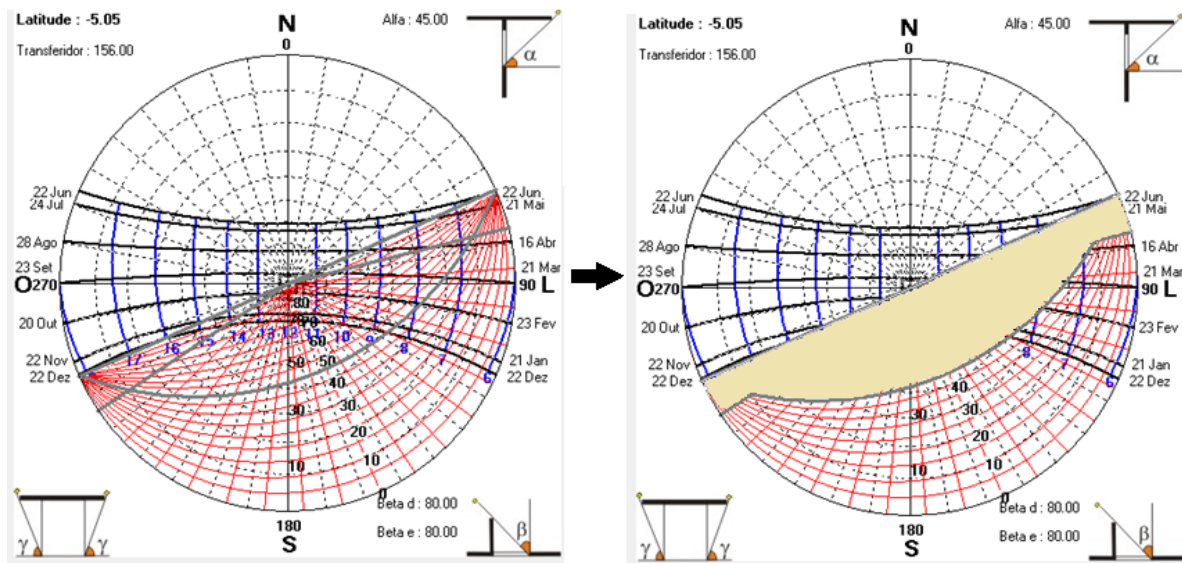 Latitude : -5.05
Alfa : 45.00
Transferidor : 156.00
N
0
α
22 Jun
24 Jul
28 Ago
23 Set
O 270
20 Out
22 Nov
22 Dez
22 Jun
21 Mai
16 Abr
21 Mar
90 L
23 Fev
21 Jan
22 Dez
17 16 15 14 13 12 11 10 9 8 7 6
80
70
60
50
40
30
30
20
10
10
0
180
S
Beta d : 80.00
Beta e : 80.00
γ γ
β
Latitude : -5.05
Alfa : 45.00
Transferidor : 156.00
N
0
α
22 Jun
24 Jul
28 Ago
23 Set
O 270
20 Out
22 Nov
22 Dez
22 Jun
21 Mai
16 Abr
21 Mar
90 L
23 Fev
21 Jan
22 Dez
8 7 6
40
30
30
20
10
10
0
180
S
Beta d : 80.00
Beta e : 80.00
γ γ
β